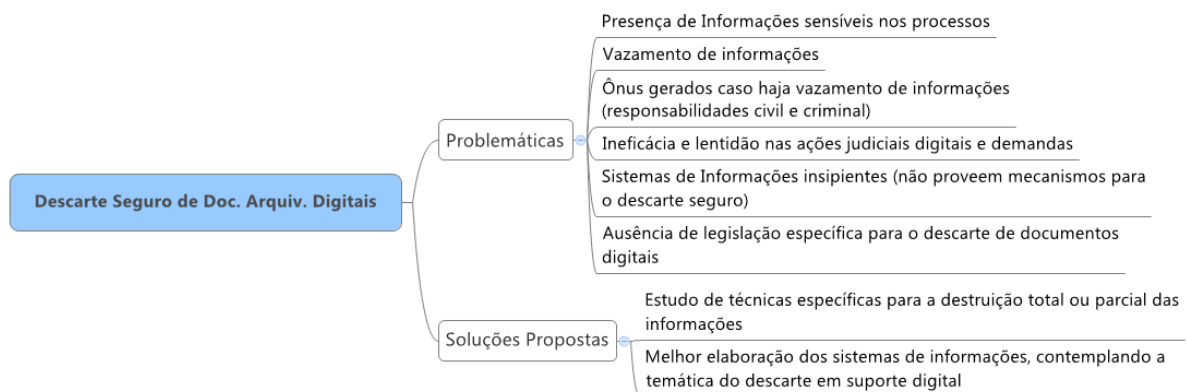 Descarte Seguro de Doc. Arquiv. Digitais
Problemáticas
Presença de Informações sensíveis nos processos
Vazamento de informações
Ônus gerados caso haja vazamento de informações
(responsabilidades civil e criminal)
Ineficácia e lentidão nas ações judiciais digitais e demandas
Sistemas de Informações insipientes (não proveem mecanismos para
o descarte seguro)
Ausência de legislação específica para o descarte de documentos
digitais
Soluções Propostas
Estudo de técnicas específicas para a destruição total ou parcial das
informações
Melhor elaboração dos sistemas de informações, contemplando a
temática do descarte em suporte digital